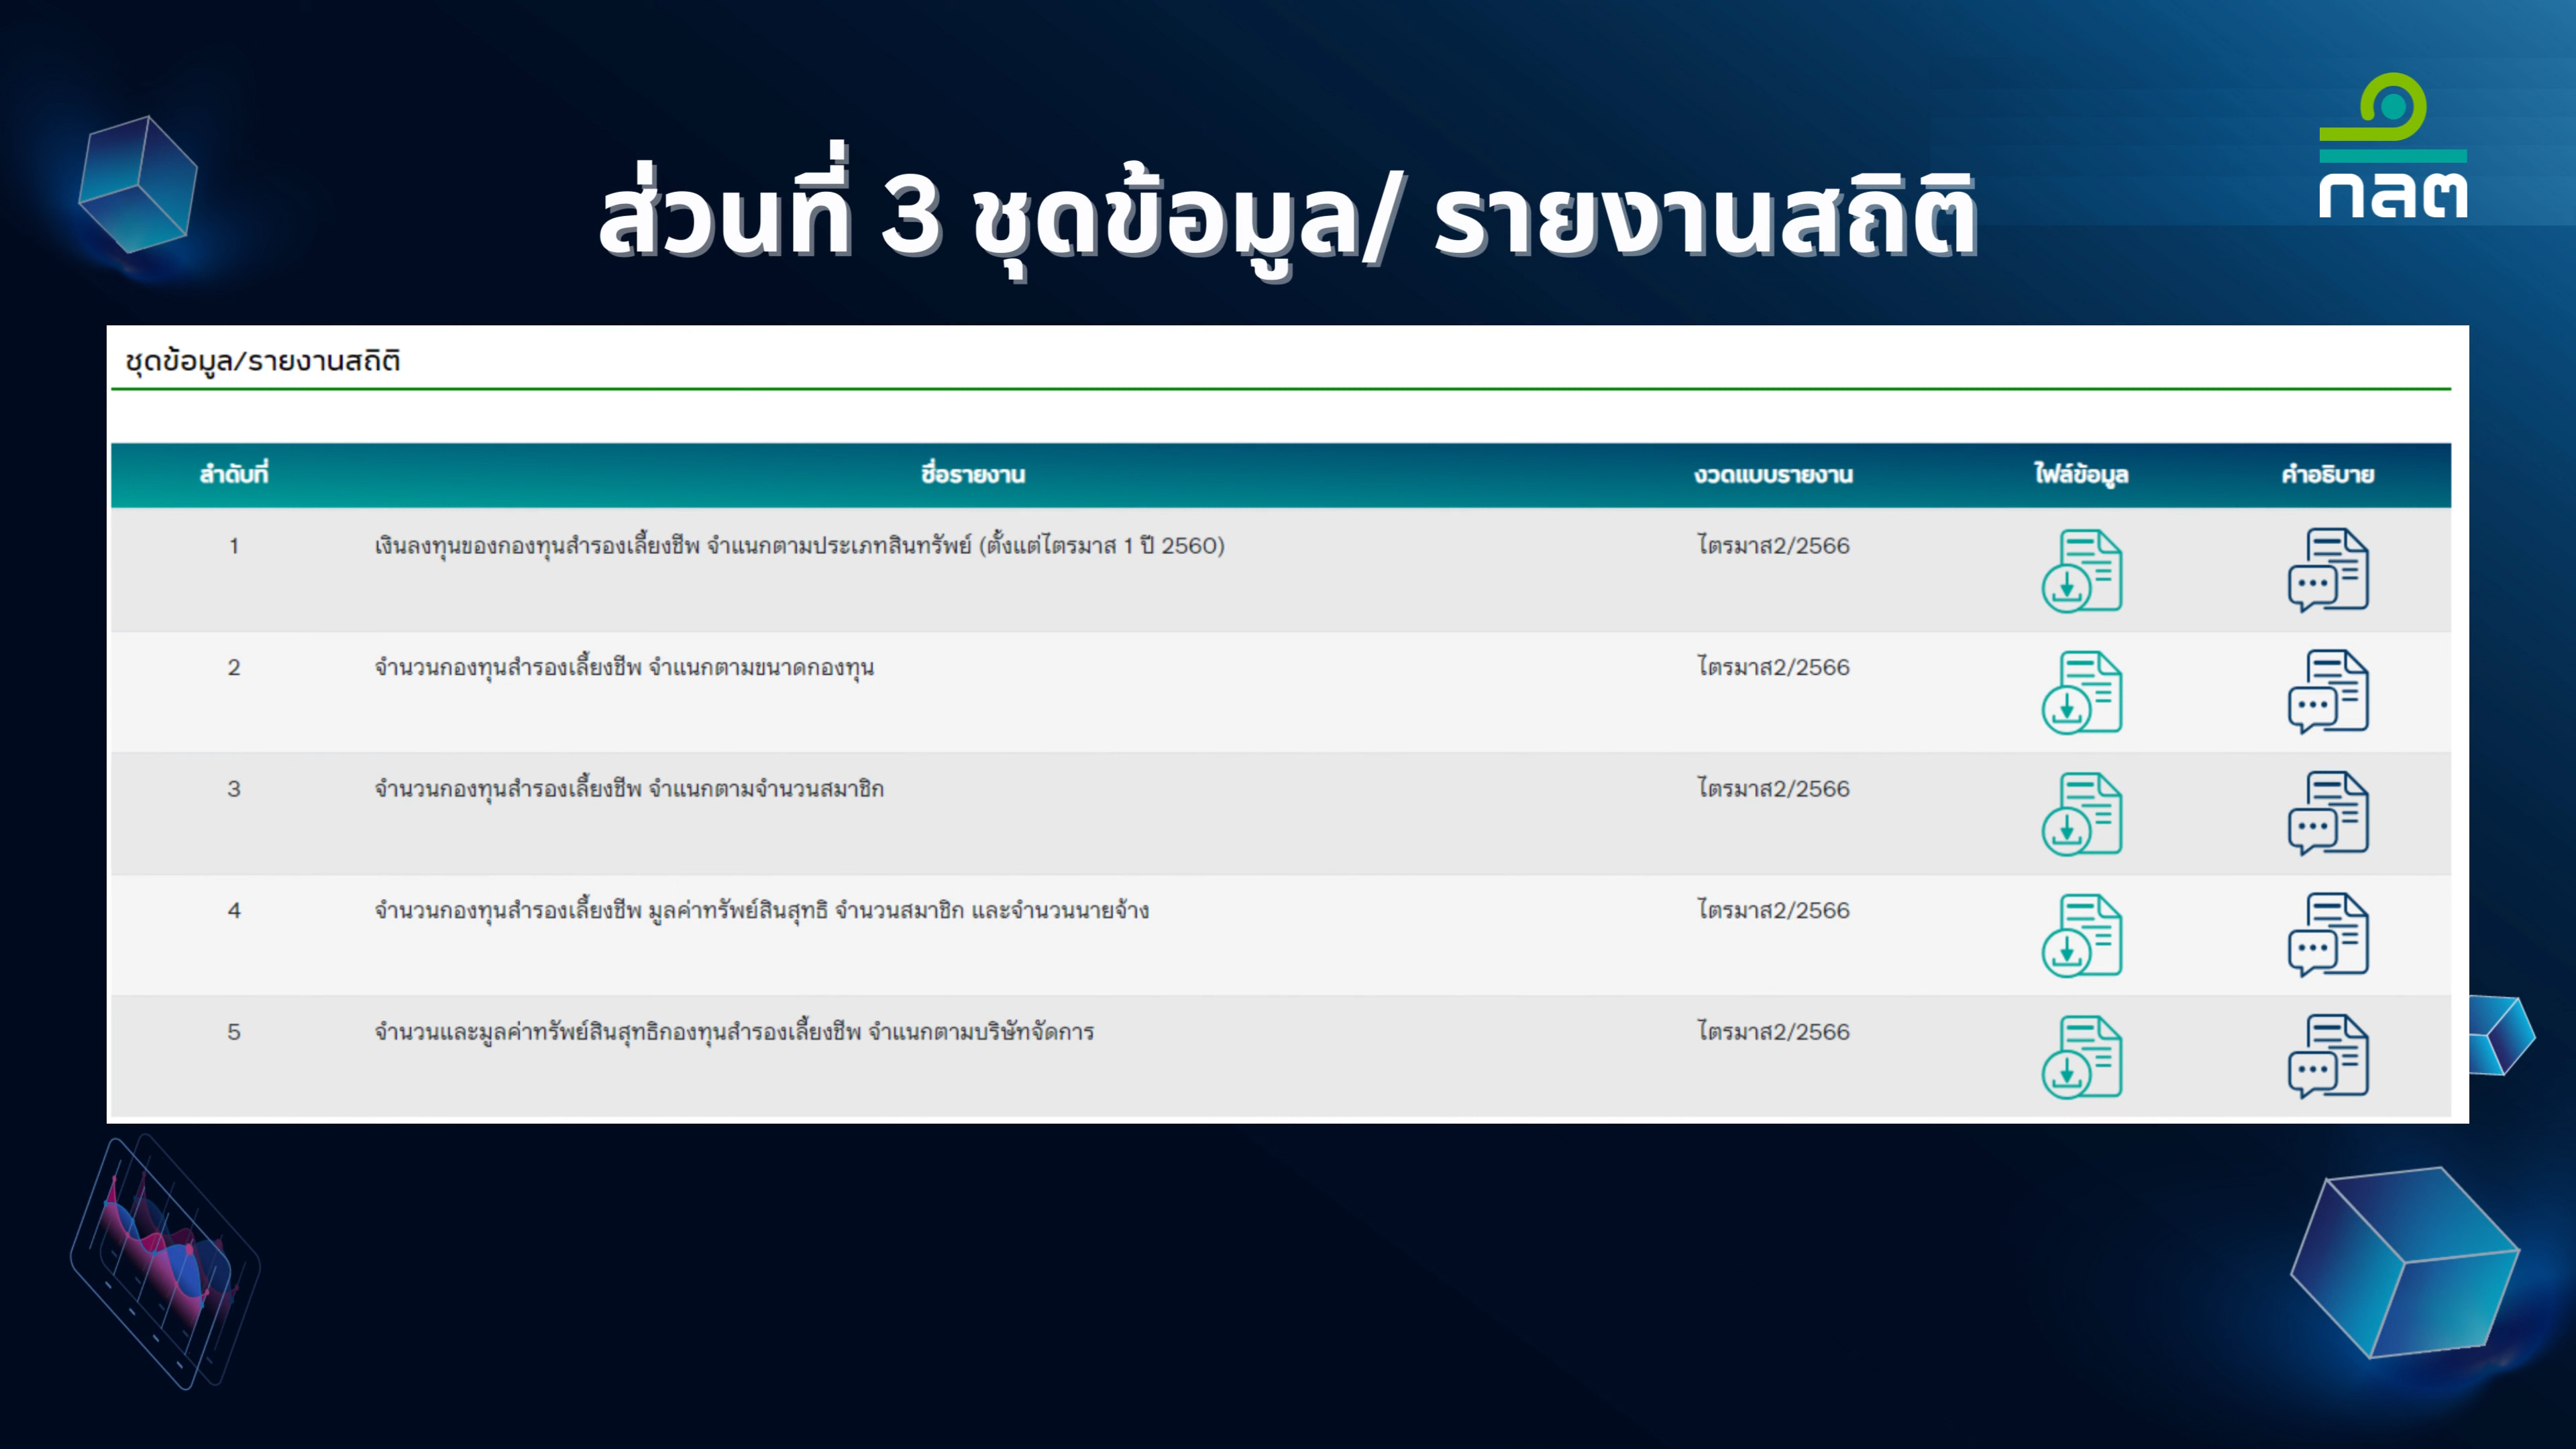 กลต
ส่วนที่ 3 ชุดข้อมูล/ รายงานสถิติ
ชุดข้อมูล/รายงานสถิติ
ลำดับที่ ชื่อรายงาน งวดแบบรายงาน ไฟล์ข้อมูล คำอธิบาย
1 เงินลงทุนของกองทุนสำรองเลี้ยงชีพ จำแนกตามประเภทสินทรัพย์ (ตั้งแต่ไตรมาส 1 ปี 2560) ไตรมาส2/2566
2 จำนวนกองทุนสำรองเลี้ยงชีพ จำแนกตามขนาดกองทุน ไตรมาส2/2566
3 จำนวนกองทุนสำรองเลี้ยงชีพ จำแนกตามจำนวนสมาชิก ไตรมาส2/2566
4 จำนวนกองทุนสำรองเลี้ยงชีพ มูลค่าทรัพย์สินสุทธิ จำนวนสมาชิก และจำนวนนายจ้าง ไตรมาส2/2566
5 จำนวนและมูลค่าทรัพย์สินสุทธิกองทุนสำรองเลี้ยงชีพ จำแนกตามบริษัทจัดการ ไตรมาส2/2566